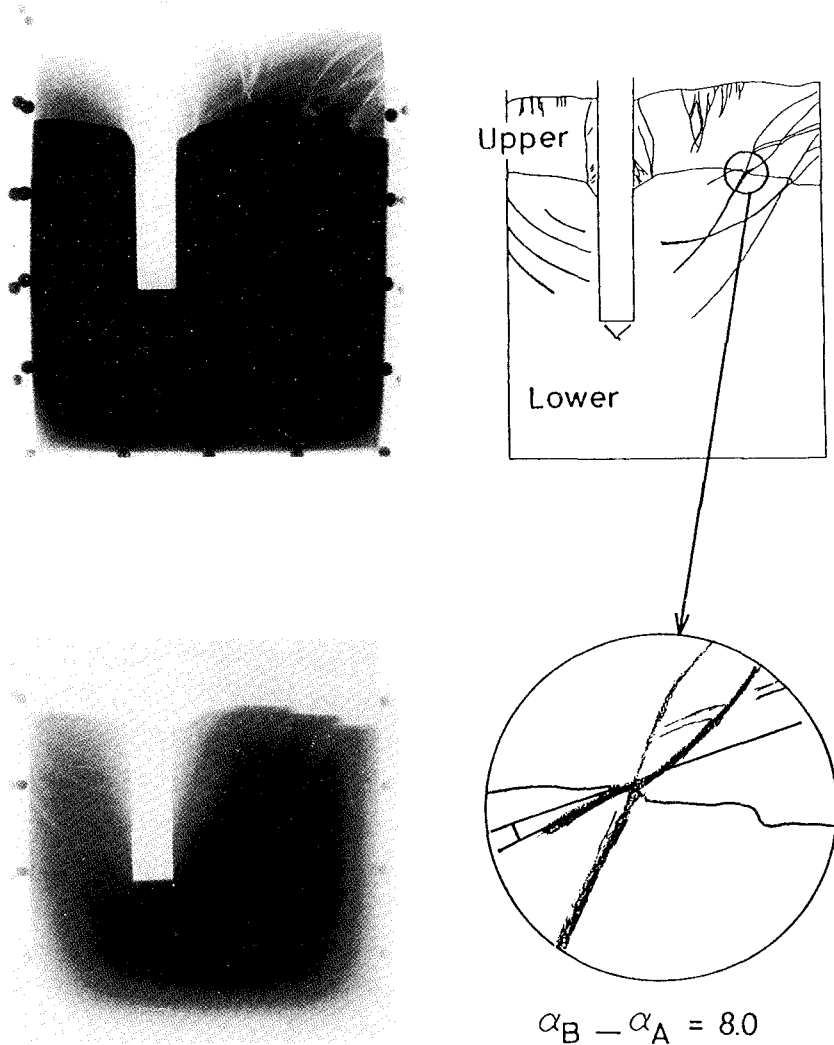 Upper
Lower
α_B – α_A = 8.0